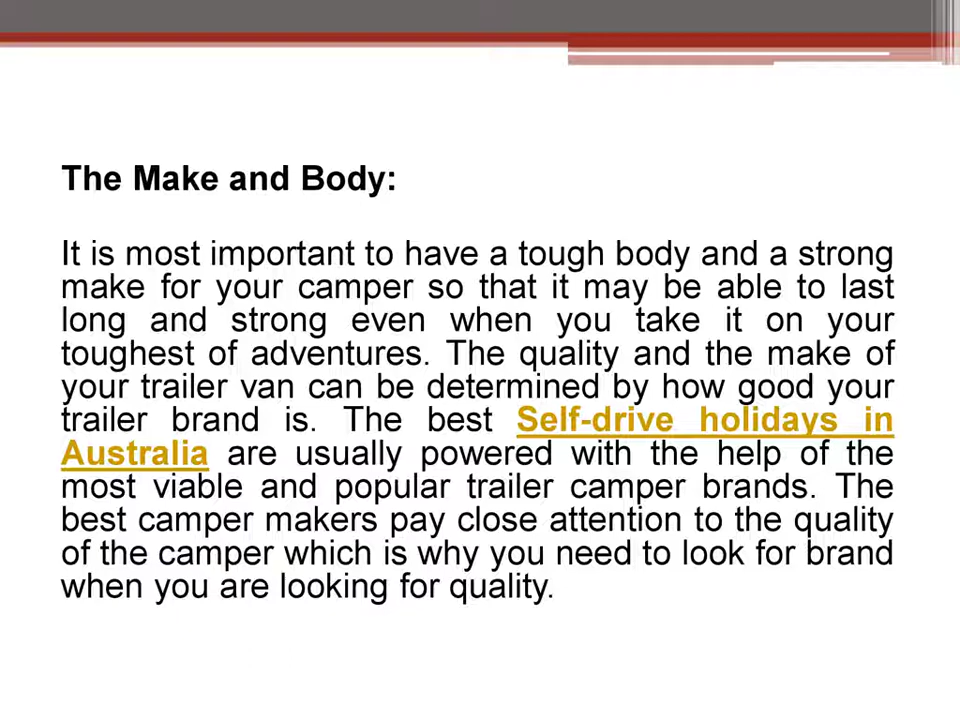 The Make and Body:
It is most important to have a tough body and a strong
make for your camper so that it may be able to last
long and strong even when you take it on your
toughest of adventures. The quality and the make of
your trailer van can be determined by how good your
trailer brand is. The best Self-drive holidays in
Australia are usually powered with the help of the
most viable and popular trailer camper brands. The
best camper makers pay close attention to the quality
of the camper which is why you need to look for brand
when you are looking for quality.